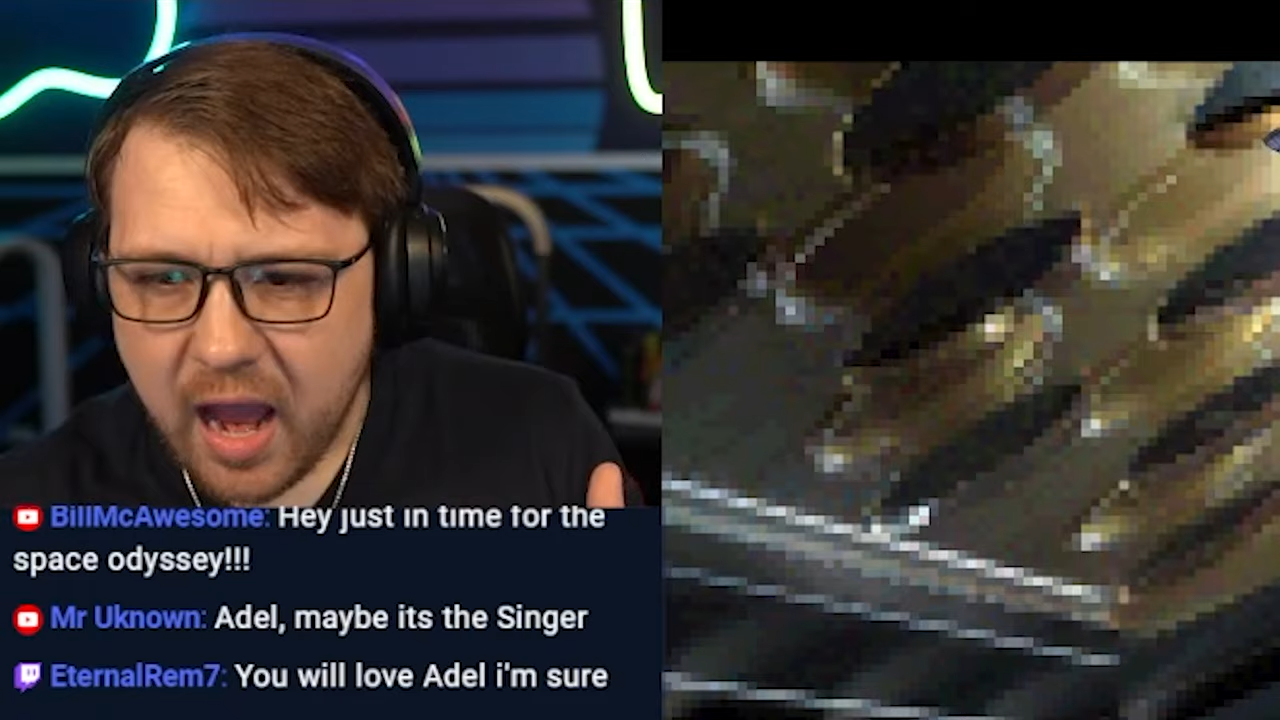 BillMcAwesome: Hey just in time for the
space odyssey!!!
Mr Uknown: Adel, maybe its the Singer
EternalRem7: You will love Adel i'm sure